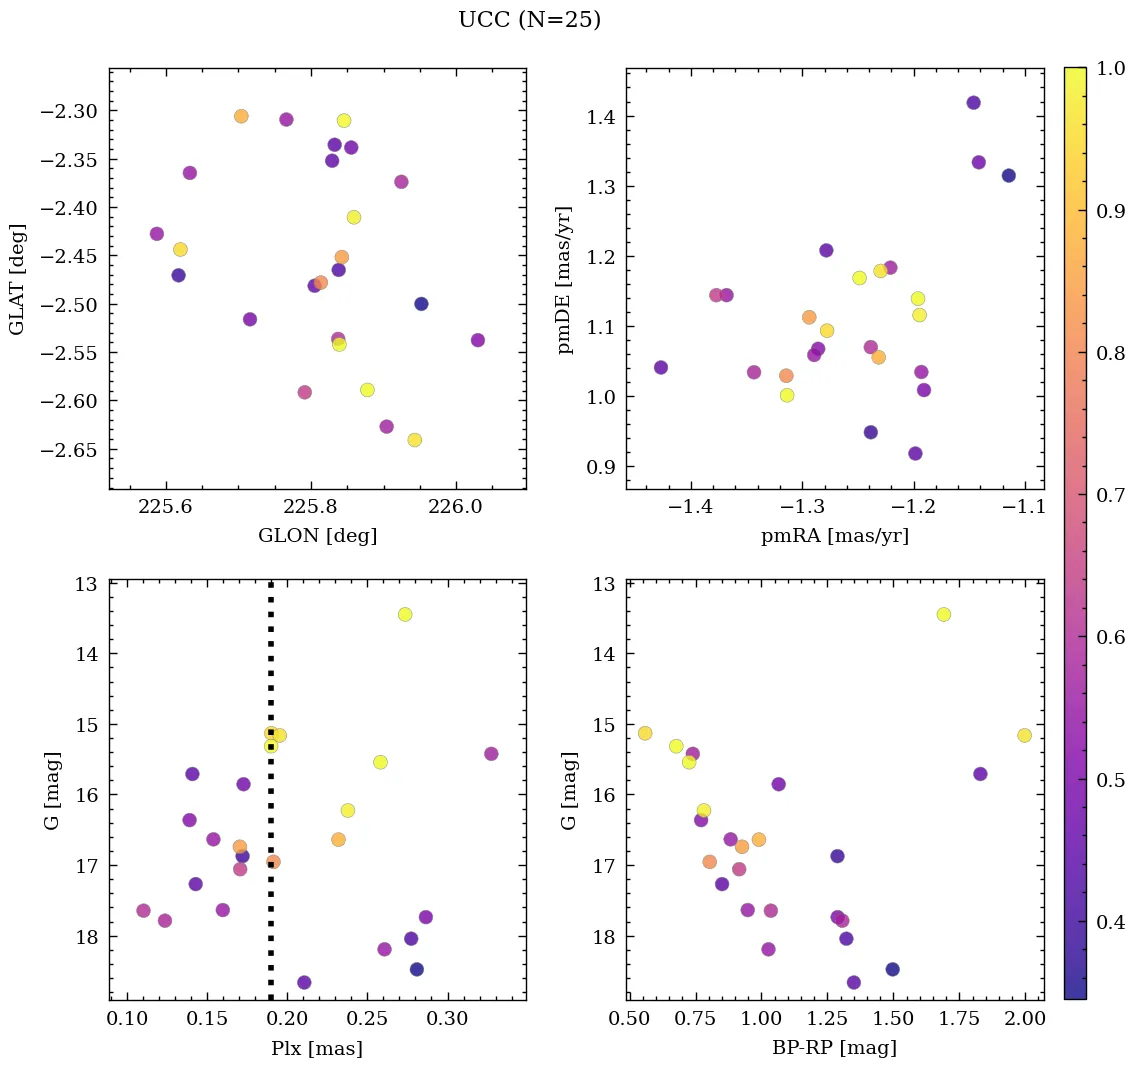 UCC (N=25)
−2.30
−2.35
−2.40
−2.45
−2.50
−2.55
−2.60
−2.65
GLAT [deg]
225.6 225.8 226.0
GLON [deg]
1.4
1.3
1.2
1.1
1.0
0.9
pmDE [mas/yr]
−1.4 −1.3 −1.2 −1.1
pmRA [mas/yr]
13
14
15
16
17
18
G [mag]
0.10 0.15 0.20 0.25 0.30
Plx [mas]
13
14
15
16
17
18
G [mag]
0.50 0.75 1.00 1.25 1.50 1.75 2.00
BP-RP [mag]
1.0
0.9
0.8
0.7
0.6
0.5
0.4